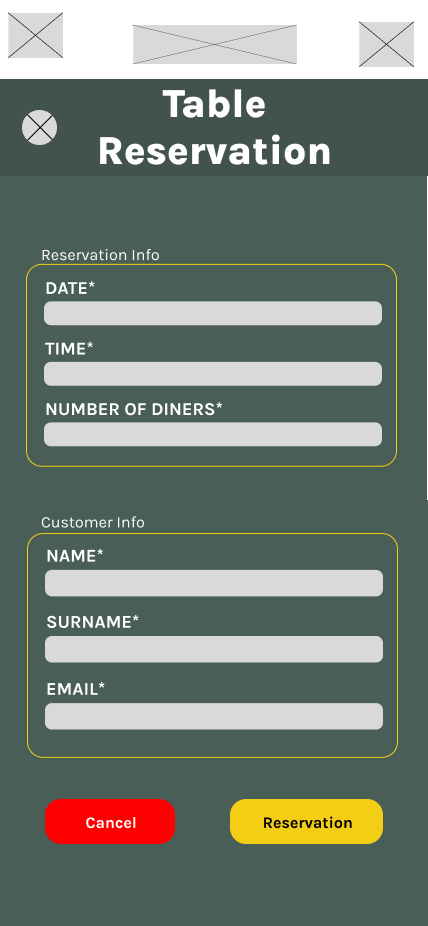 Table
Reservation
Reservation Info
DATE*
TIME*
NUMBER OF DINERS*
Customer Info
NAME*
SURNAME*
EMAIL*
Cancel
Reservation